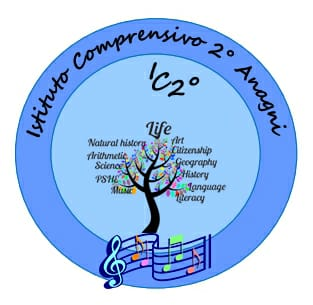 Istituto Comprensivo 2° Anagni
IC2°
Life
Natural history
Art
Citizenship
Arithmetic
Science
Geography
PSHE
History
Music
Language
Literacy